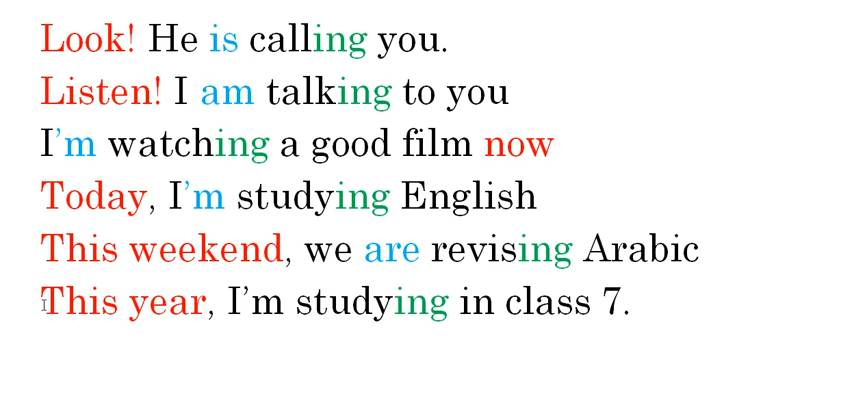 Look! He is calling you.
Listen! I am talking to you
I'm watching a good film now
Today, I'm studying English
This weekend, we are revising Arabic
This year, I'm studying in class 7.